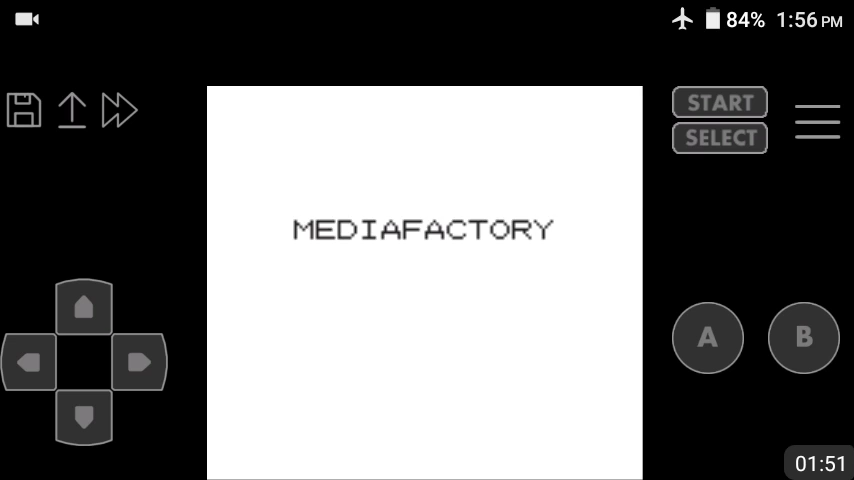 84% 1:56 PM
START
SELECT
MEDIAFACTORY
A B
01:51